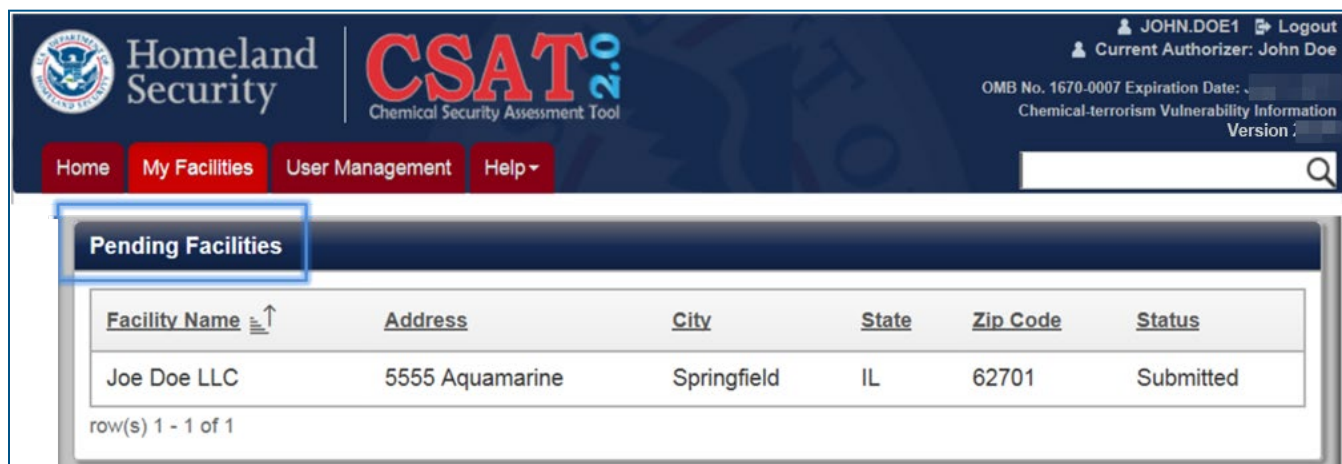 JOHN.DOE1 Logout
Current Authorizer: John Doe
Homeland
Security
CSAT 2.0
Chemical Security Assessment Tool
OMB No. 1670-0007 Expiration Date:
Chemical-terrorism Vulnerability Information
Version
Home My Facilities User Management Help
Pending Facilities
Facility Name Address City State Zip Code Status
Joe Doe LLC 5555 Aquamarine Springfield IL 62701 Submitted
row(s) 1 - 1 of 1